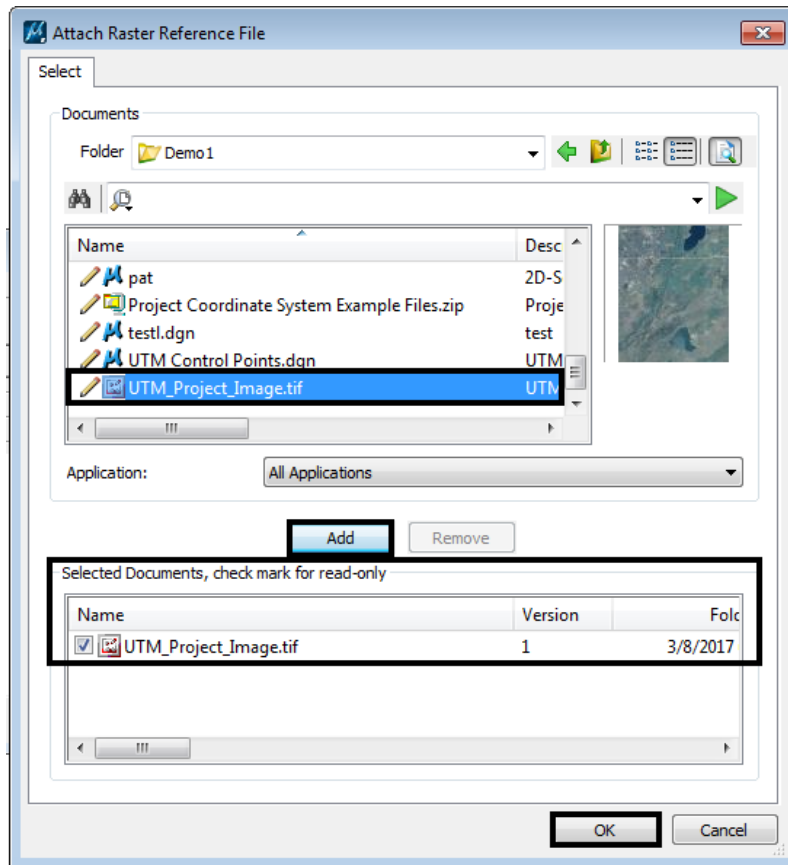 Attach Raster Reference File
Select
Documents
Folder Demo1
Name Desc
pat 2D-S
Project Coordinate System Example Files.zip Proje
testl.dgn test
UTM Control Points.dgn UTM
UTM_Project_Image.tif UTM
Application: All Applications
Add Remove
Selected Documents, check mark for read-only
Name Version Folc
UTM_Project_Image.tif 1 3/8/2017
OK Cancel